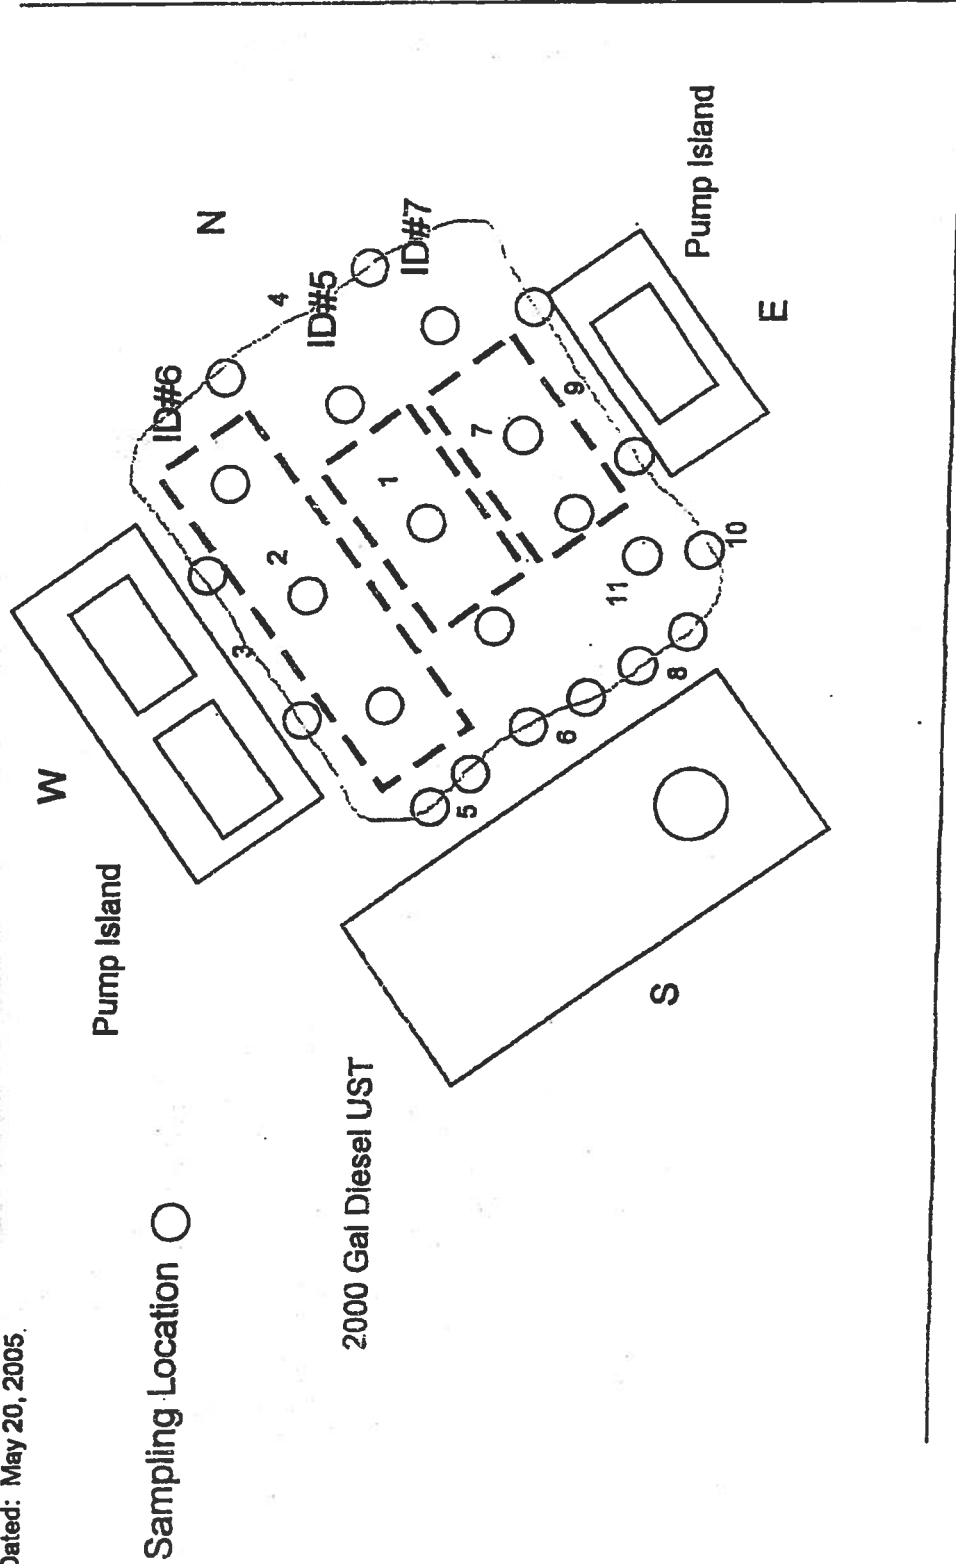 Dated: May 20, 2005.
Sampling Location
2000 Gal Diesel UST
Pump Island
W
N
S
E
Pump Island
ID#6
ID#5
ID#7
4
3
2
1
7
9
5
6
8
11
10